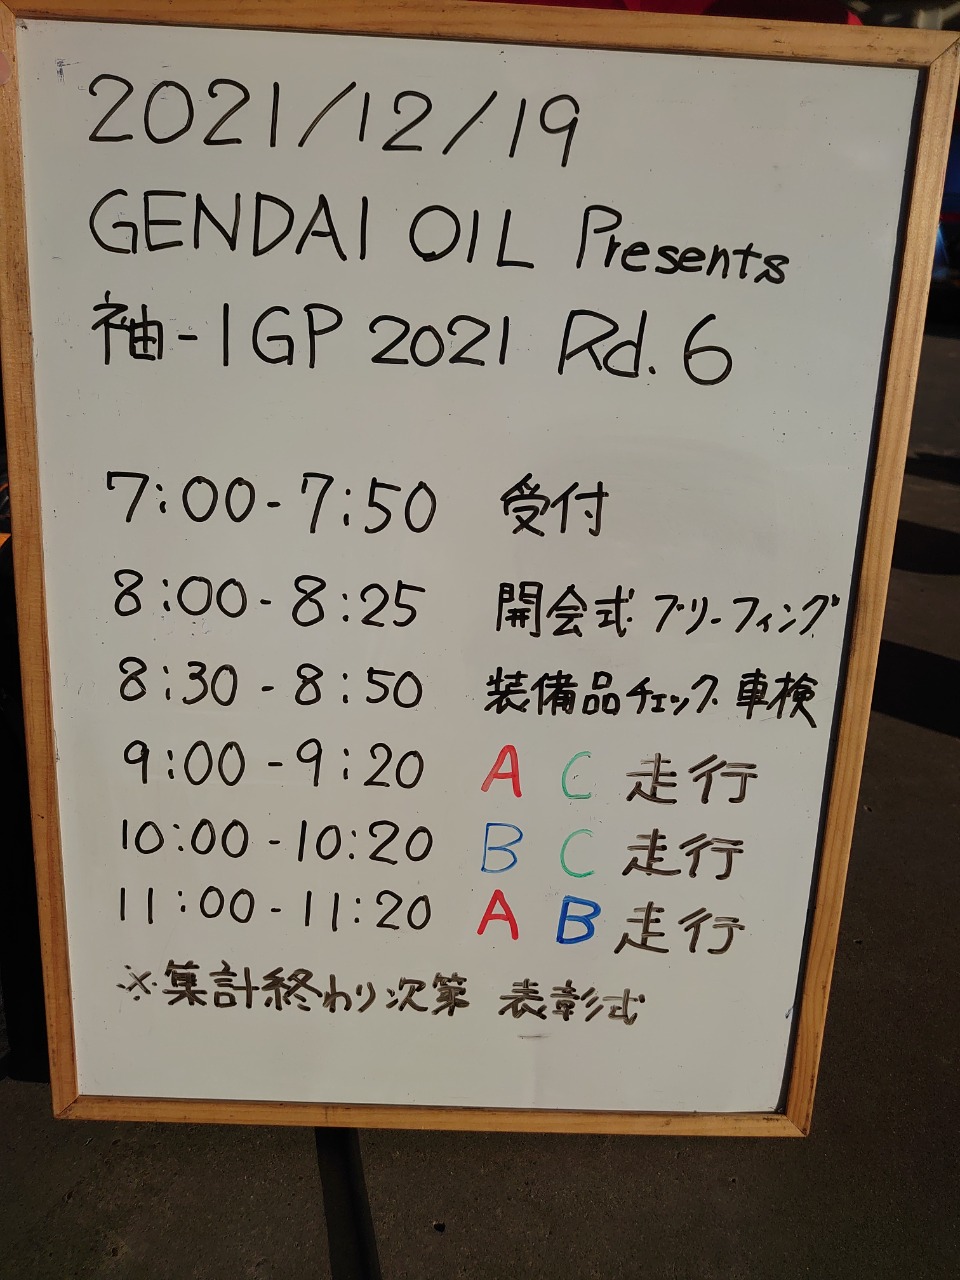 2021/12/19
GENDAI OIL Presents
袖-1GP 2021 Rd.6
7:00-7:50 受付
8:00-8:25 開会式 ブリーフィング
8:30-8:50 装備品チェック 車検
9:00-9:20 A C 走行
10:00-10:20 B C 走行
11:00-11:20 A B 走行
※集計終わり次第 表彰式